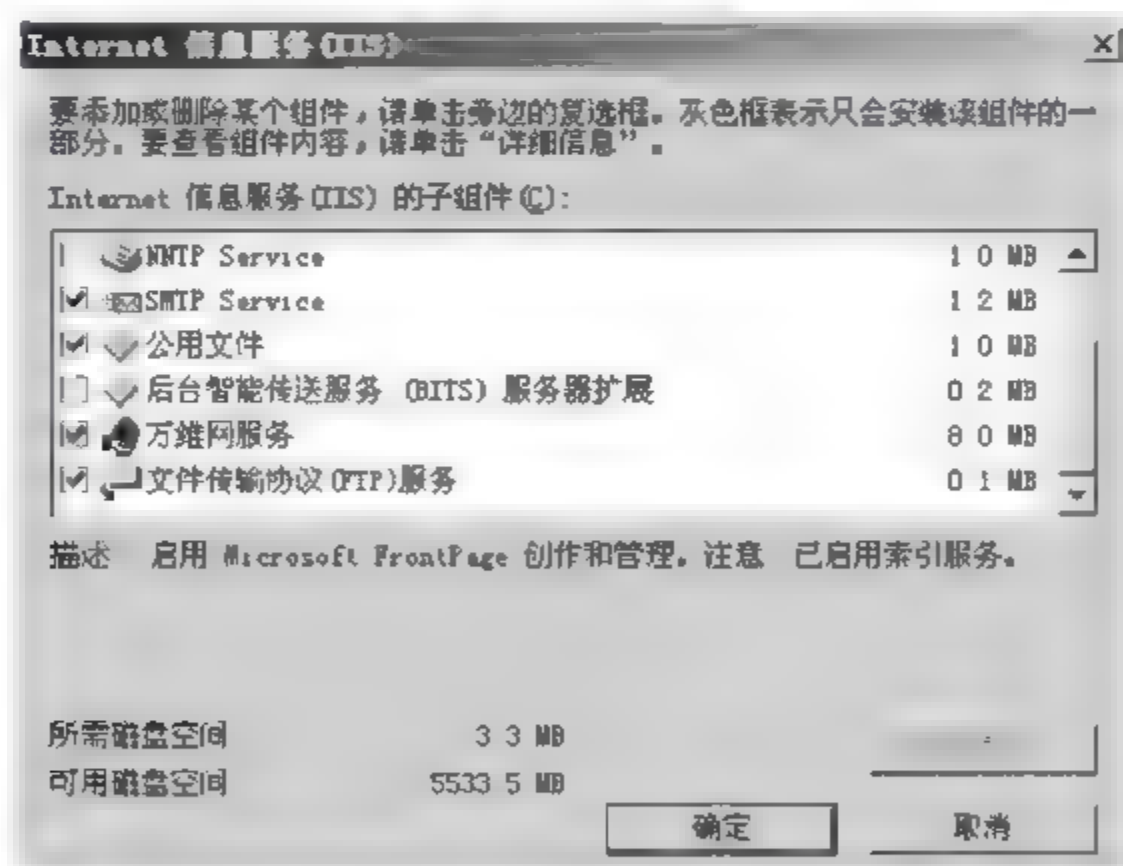 Internet 信息服务(IIS)
要添加或删除某个组件，请单击旁边的复选框。灰色框表示只会安装该组件的一
部分。要查看组件内容，请单击“详细信息”。
Internet 信息服务(IIS) 的子组件(C):
NNTP Service 1 0 MB
SMTP Service 1 2 MB
公用文件 1 0 MB
后台智能传送服务 (BITS) 服务器扩展 0 2 MB
万维网服务 8 0 MB
文件传输协议(FTP)服务 0 1 MB
描述 启用 Microsoft FrontPage 创作和管理。注意 已启用索引服务。
所需磁盘空间 3 3 MB
可用磁盘空间 5533 5 MB
确定 取消